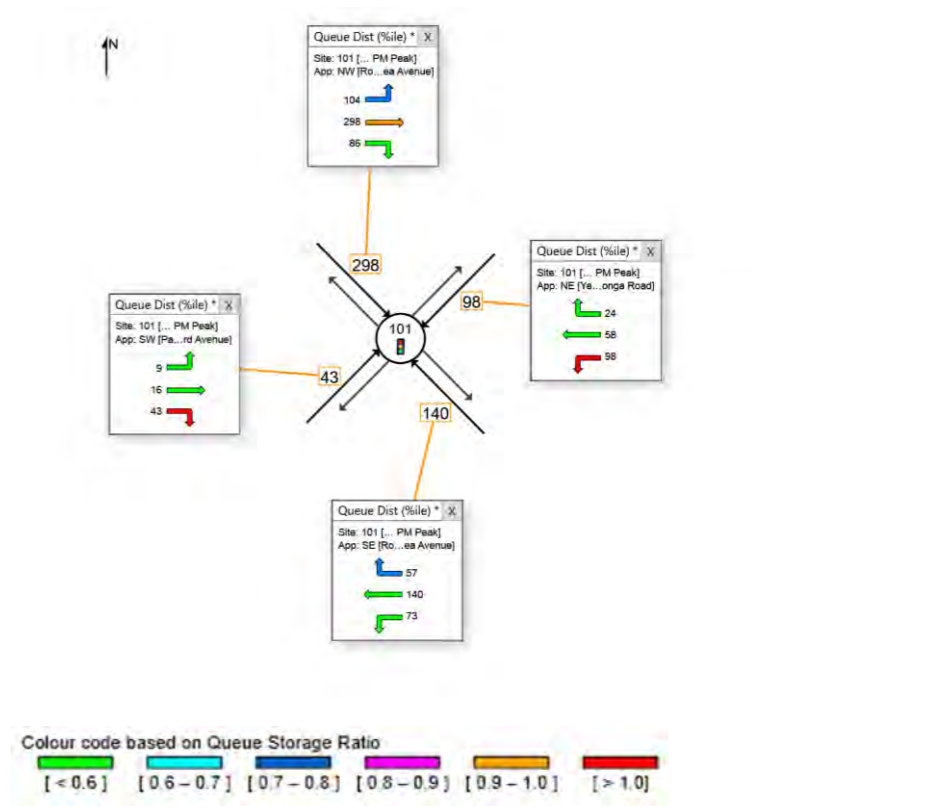 N
Queue Dist (%ile) * X
Site: 101 [... PM Peak]
App: NW [Ro...ea Avenue]
104
298
86
298
Queue Dist (%ile) * X
Site: 101 [... PM Peak]
App: NE [Ya...onga Road]
24
58
98
98
Queue Dist (%ile) * X
Site: 101 [... PM Peak]
App: SW [Pa...rd Avenue]
9
16
43
101
43
140
Queue Dist (%ile) * X
Site: 101 [... PM Peak]
App: SE [Ro...ea Avenue]
57
140
73
Colour code based on Queue Storage Ratio
[ < 0.6 ] [ 0.6 – 0.7 ] [ 0.7 – 0.8 ] [ 0.8 – 0.9 ] [ 0.9 – 1.0 ] [ > 1.0]